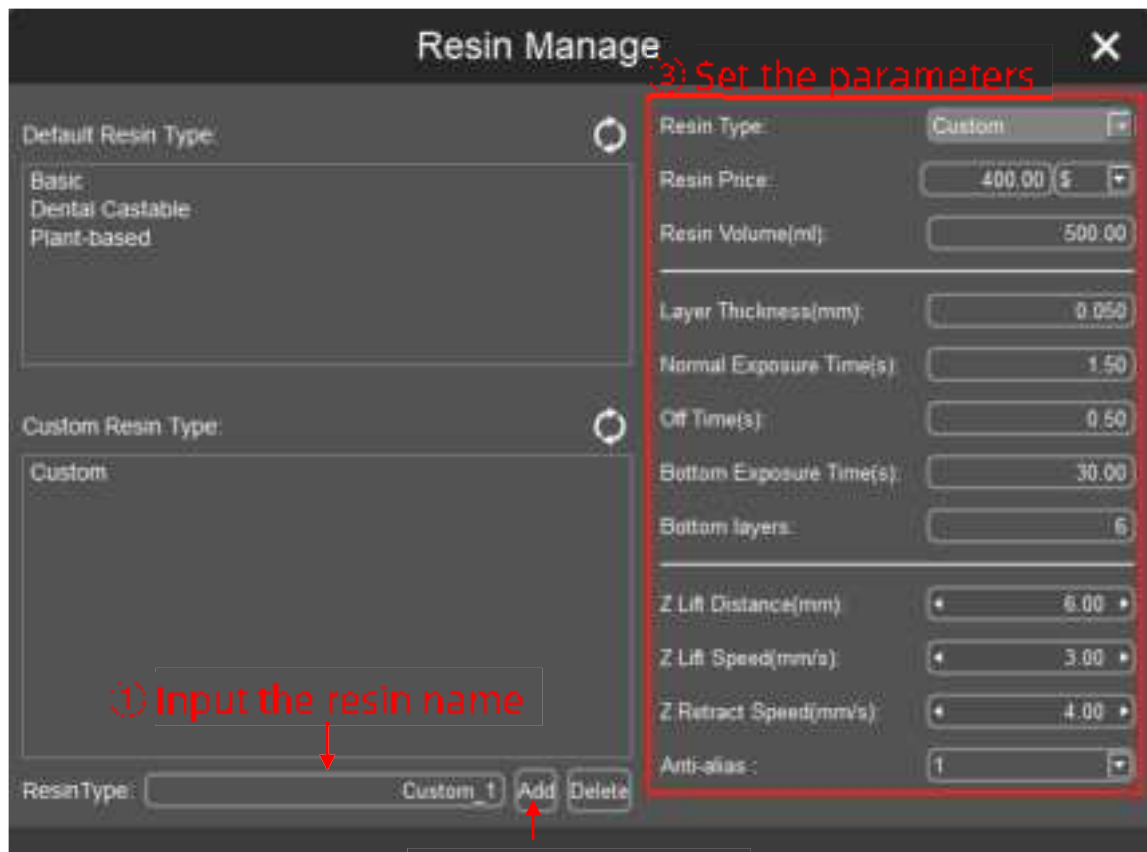 Resin Manage
③ Set the parameters
Default Resin Type:
Basic
Dental Castable
Plant-based
Custom Resin Type:
Custom
① Input the resin name
ResinType: Custom_1 Add Delete
Resin Type: Custom
Resin Price: 400.00 $
Resin Volume(ml): 500.00
Layer Thickness(mm): 0.050
Normal Exposure Time(s): 1.50
Off Time(s): 0.50
Bottom Exposure Time(s): 30.00
Bottom layers: 6
Z Lift Distance(mm): 6.00
Z Lift Speed(mm/s): 3.00
Z Retract Speed(mm/s): 4.00
Anti-alias : 1